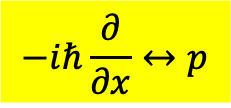 −iħ ∂/∂x ↔ p